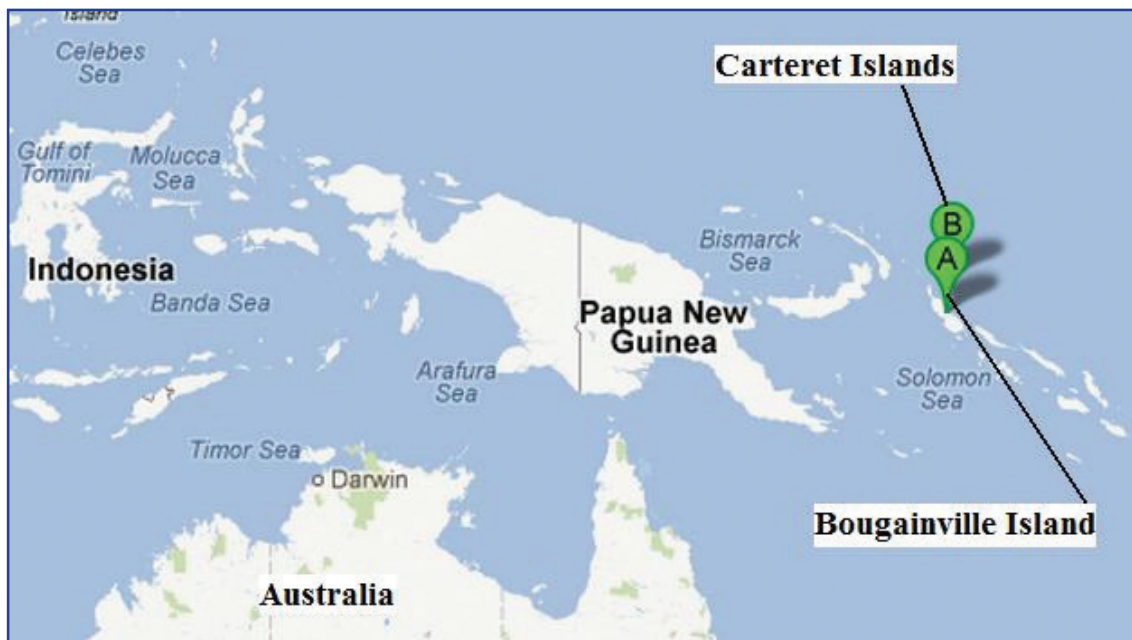 Island
Celebes
Sea
Carteret Islands
Gulf of
Tomini
Molucca
Sea
B
A
Bismarck
Sea
Indonesia
Banda Sea
Papua New
Guinea
Arafura
Sea
Solomon
Sea
Timor Sea
Darwin
Bougainville Island
Australia